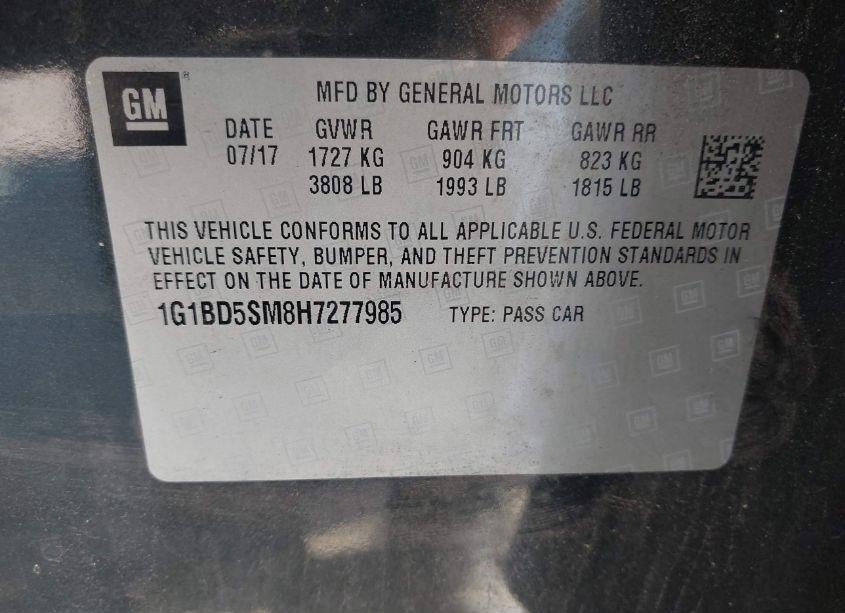 GM
MFD BY GENERAL MOTORS LLC
DATE GVWR GAWR FRT GAWR RR
07/17 1727 KG 904 KG 823 KG
3808 LB 1993 LB 1815 LB
THIS VEHICLE CONFORMS TO ALL APPLICABLE U.S. FEDERAL MOTOR
VEHICLE SAFETY, BUMPER, AND THEFT PREVENTION STANDARDS IN
EFFECT ON THE DATE OF MANUFACTURE SHOWN ABOVE.
1G1BD5SM8H7277985 TYPE: PASS CAR